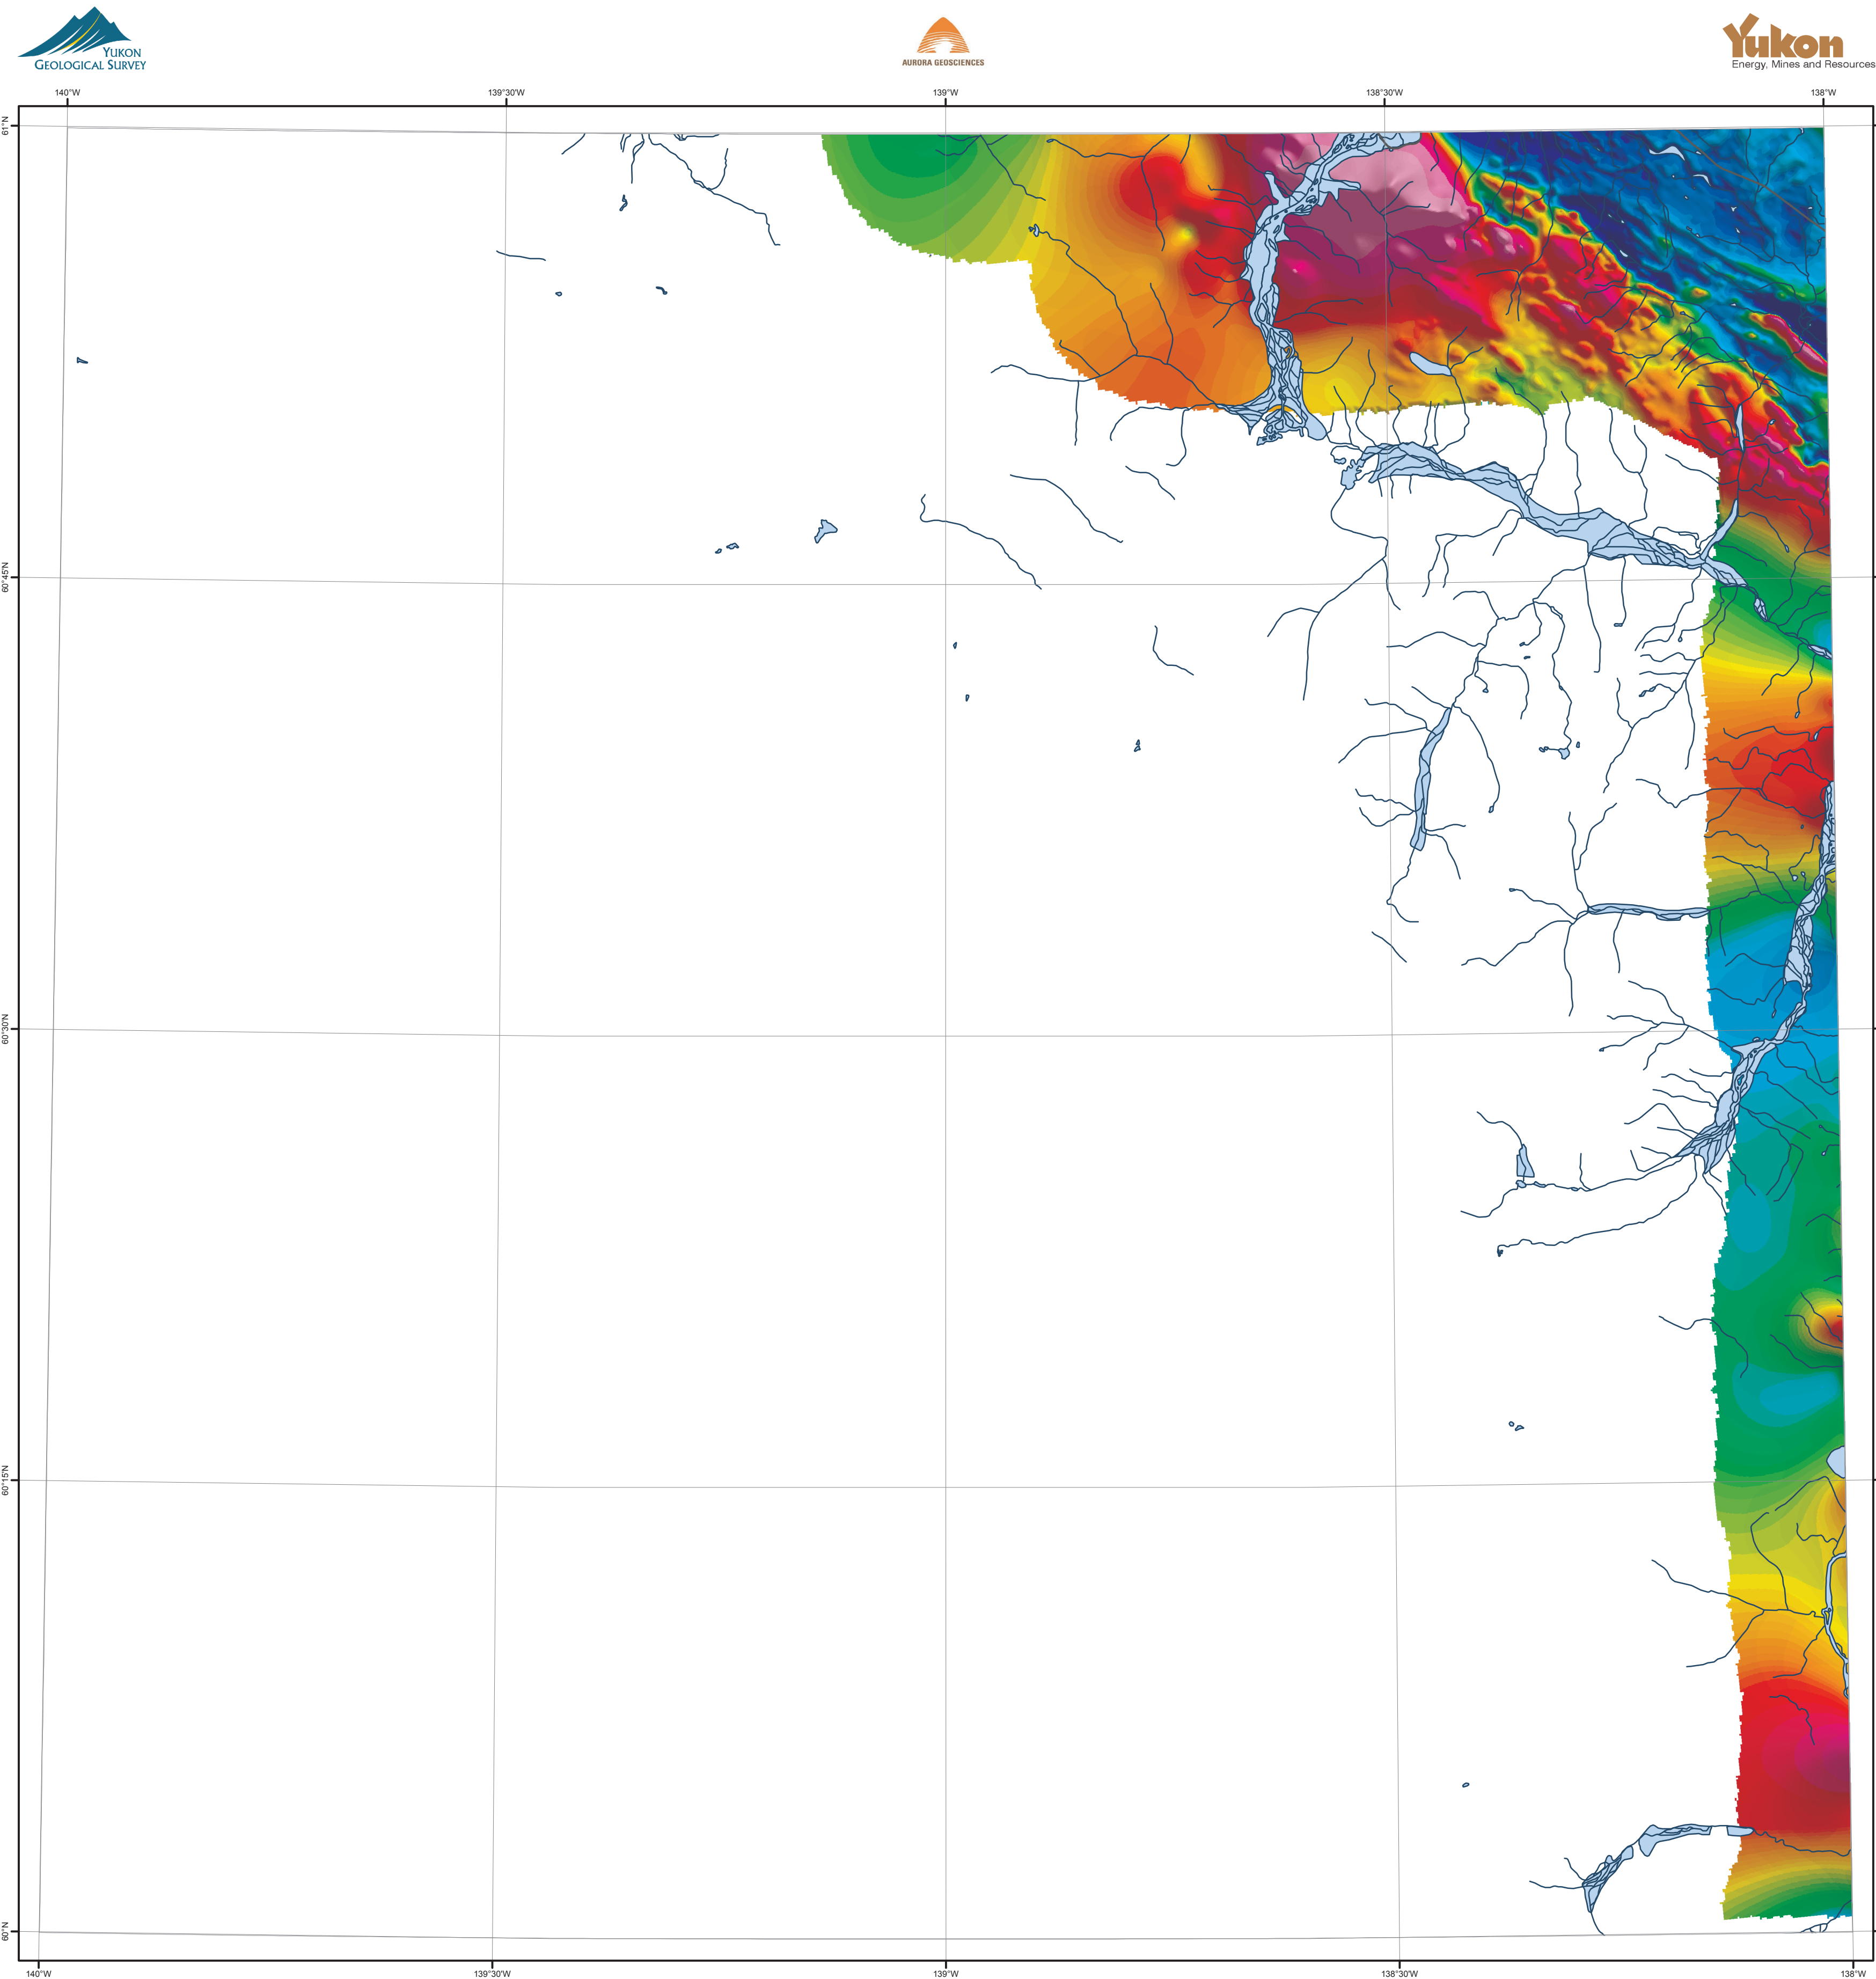 YUKON
GEOLOGICAL SURVEY
AURORA GEOSCIENCES
Yukon
Energy, Mines and Resources
140°W
139°30'W
139°W
138°30'W
138°W
61°N
60°45'N
60°30'N
60°15'N
60°N
140°W
139°30'W
139°W
138°30'W
138°W